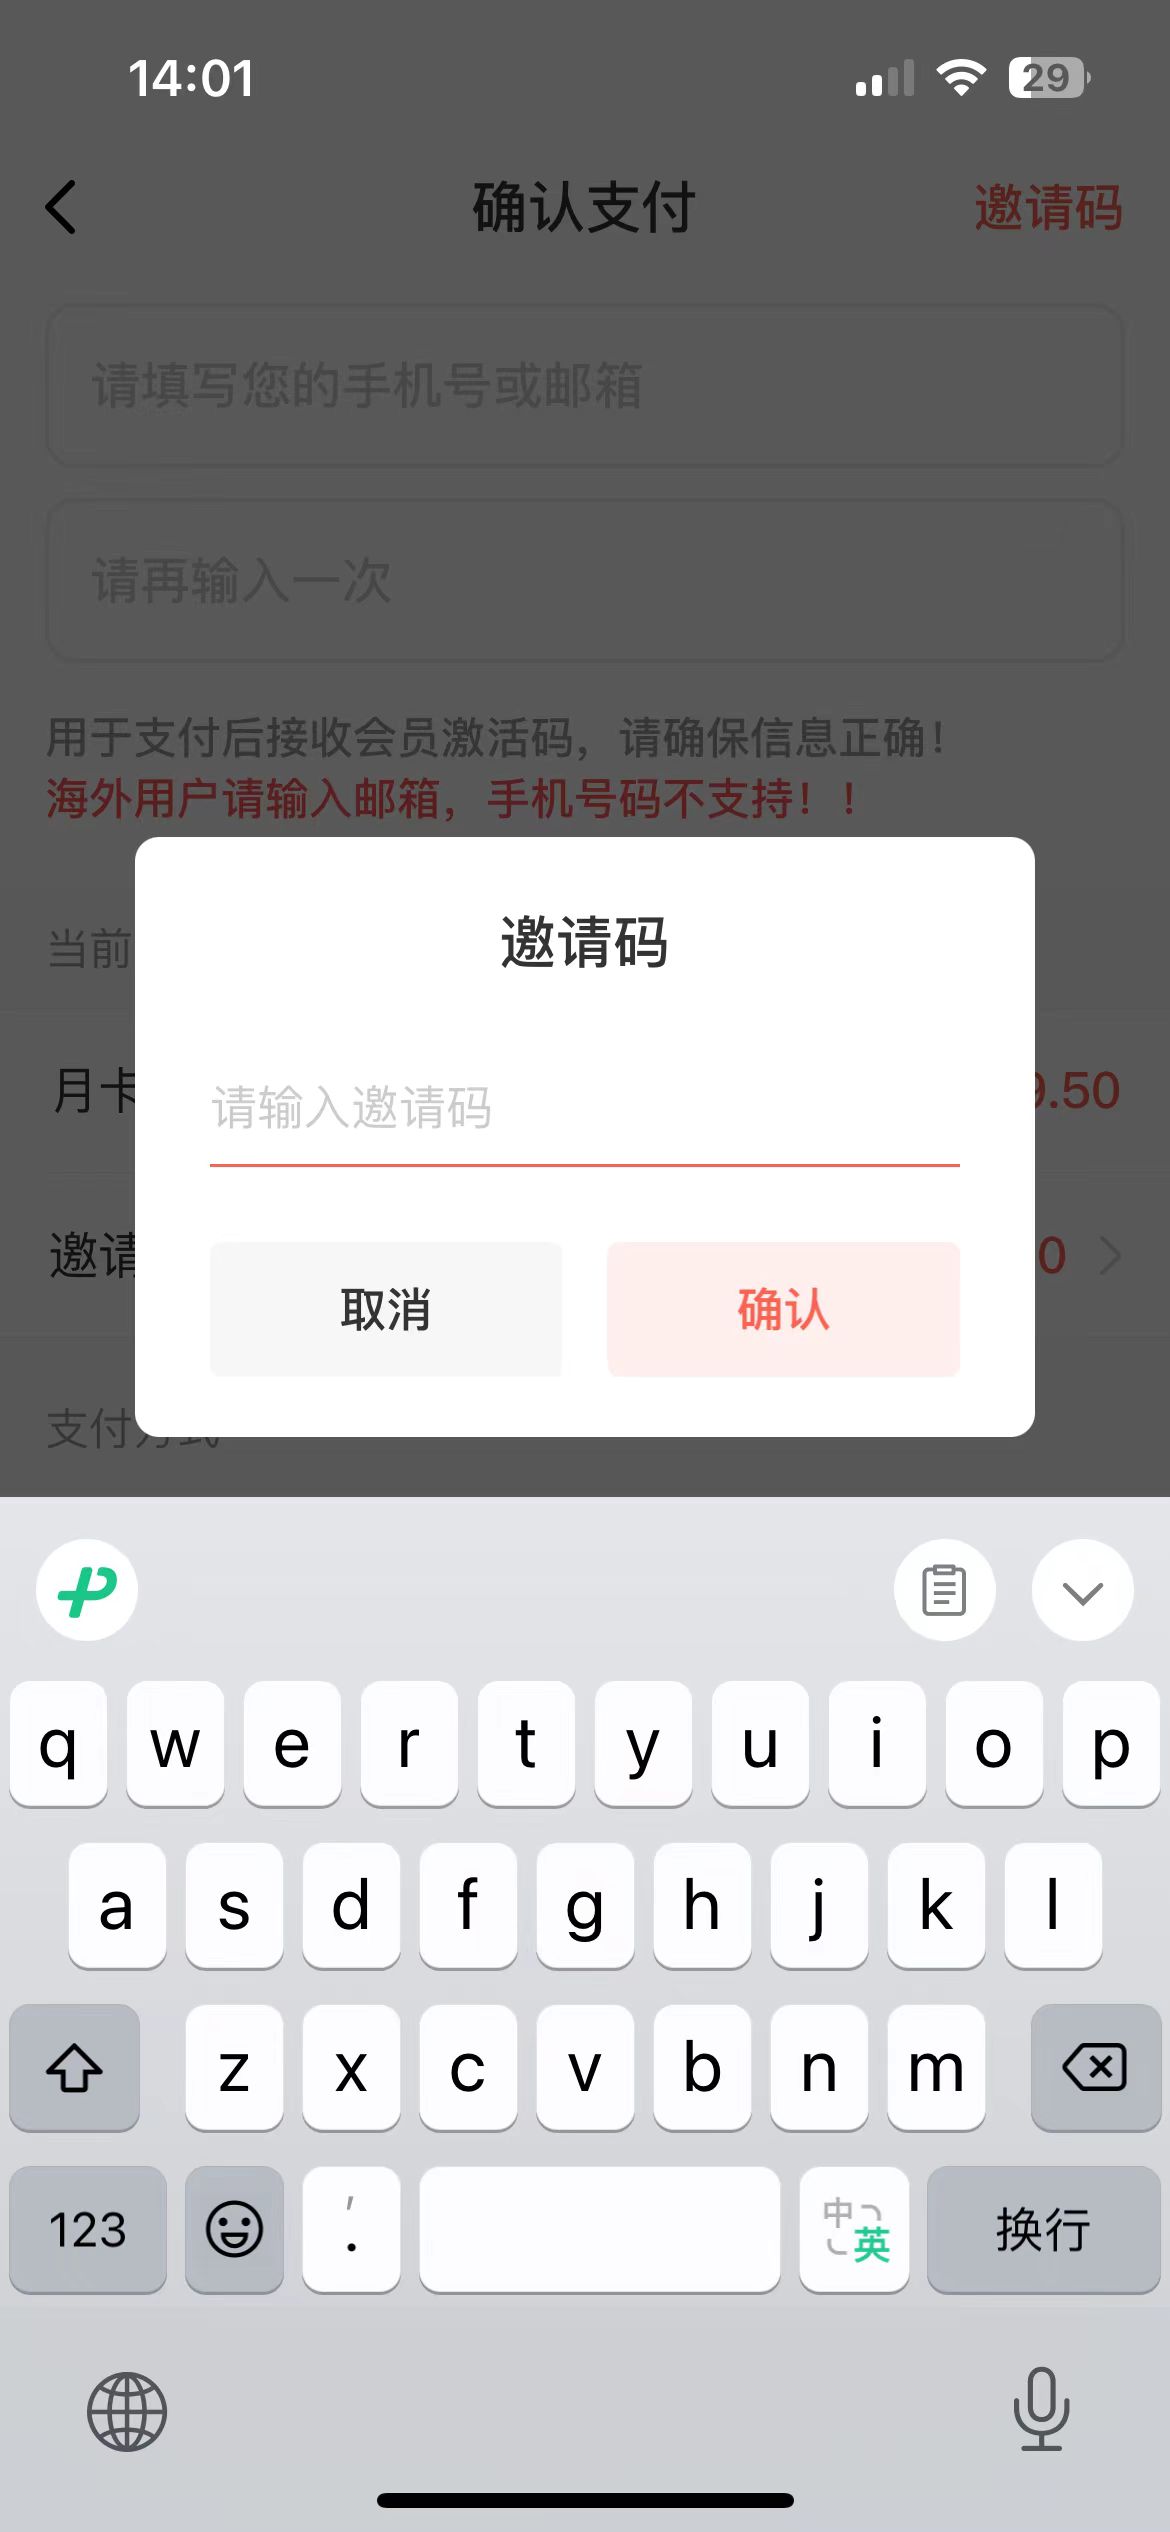 14:01
29
确认支付
邀请码
请填写您的手机号或邮箱
请再输入一次
用于支付后接收会员激活码，请确保信息正确！
海外用户请输入邮箱，手机号码不支持！！
邀请码
当前
月卡
9.50
请输入邀请码
邀请
0
取消
确认
支付方式
q w e r t y u i o p
a s d f g h j k l
z x c v b n m
123
' .
中 英
换行